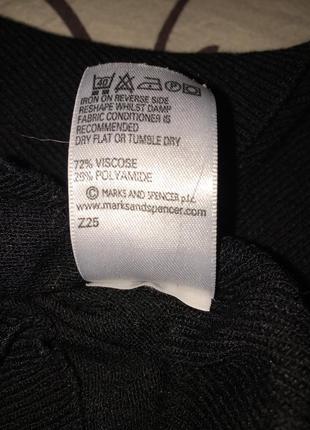 40 P
IRON ON REVERSE SIDE
RESHAPE WHILST DAMP
FABRIC CONDITIONER IS
RECOMMENDED
DRY FLAT OR TUMBLE DRY
72% VISCOSE
28% POLYAMIDE
© MARKS AND SPENCER p.l.c.
www.marksandspencer.com
Z25